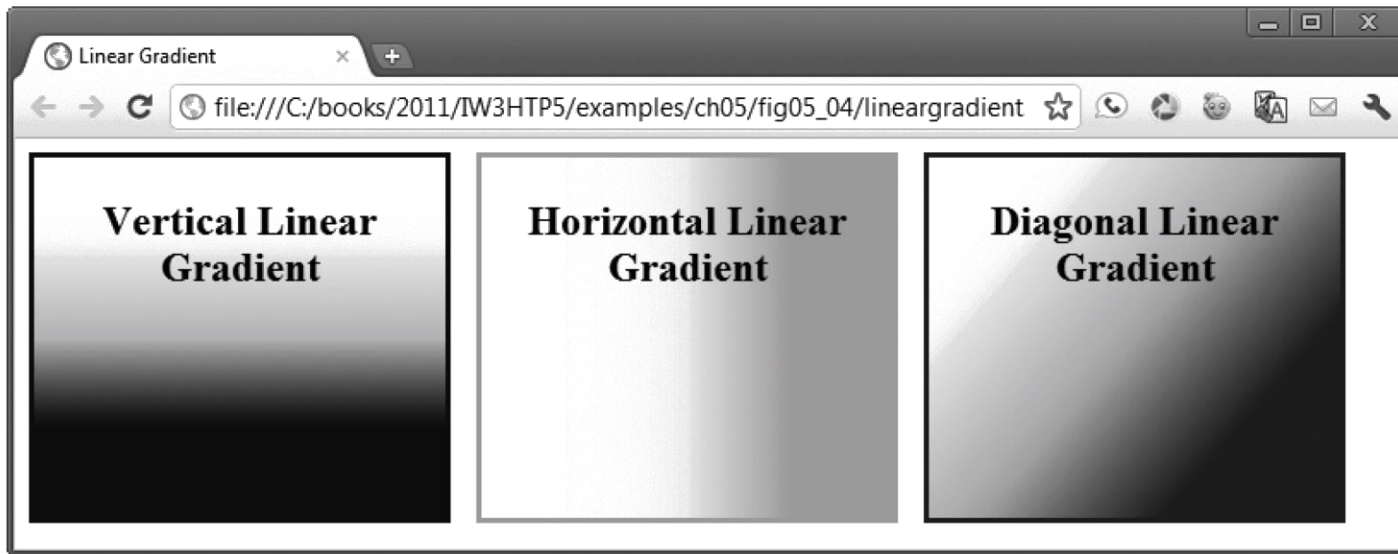 Linear Gradient
file:///C:/books/2011/IW3HTP5/examples/ch05/fig05_04/lineargradient
Vertical Linear
Gradient
Horizontal Linear
Gradient
Diagonal Linear
Gradient